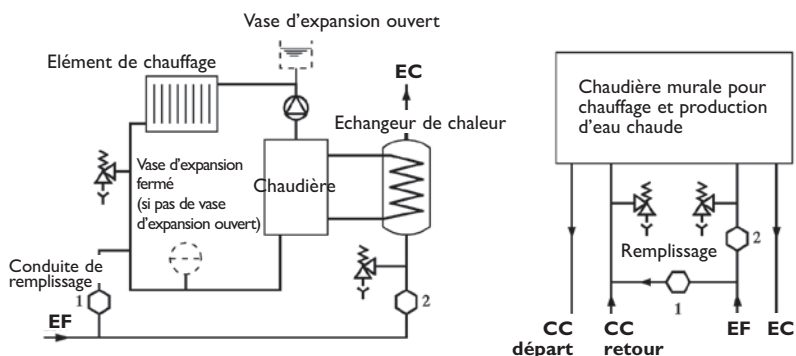 Vase d'expansion ouvert
Elément de chauffage
EC
Echangeur de chaleur
Vase d'expansion
fermé
(si pas de vase
d'expansion ouvert)
Chaudière
Conduite de
remplissage
1
2
EF
Chaudière murale pour
chauffage et production
d'eau chaude
2
Remplissage
1
CC
départ
CC
retour
EF
EC